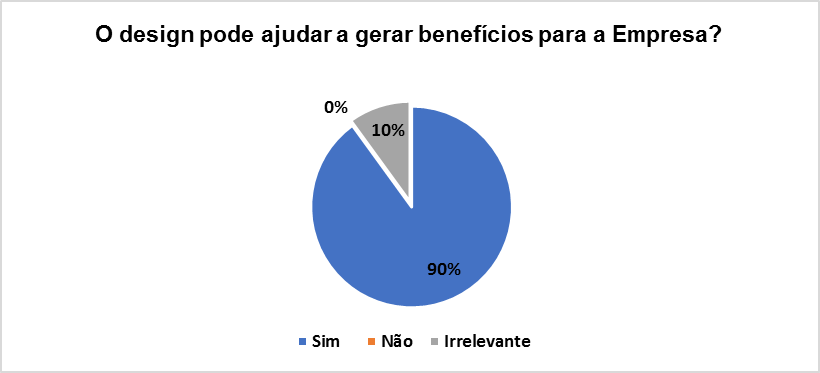 O design pode ajudar a gerar benefícios para a Empresa?
0%
10%
90%
Sim
Não
Irrelevante